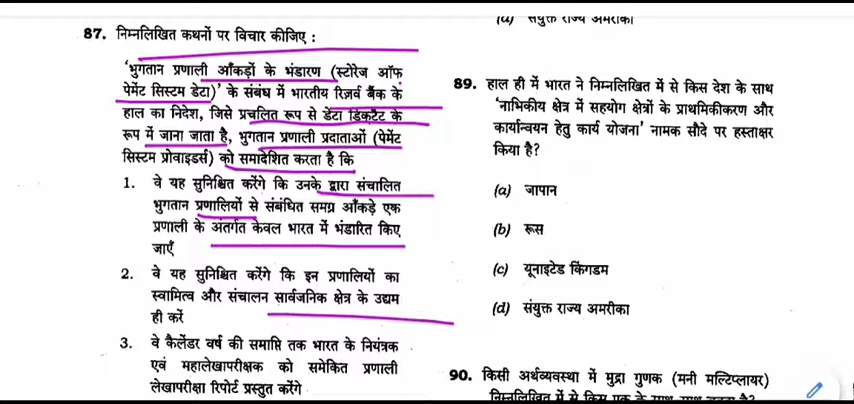 87. निम्नलिखित कथनों पर विचार कीजिए :
'भुगतान प्रणाली आँकड़ों के भंडारण (स्टोरेज ऑफ
पेमेंट सिस्टम डेटा)' के संबंध में भारतीय रिज़र्व बैंक के
हाल का निदेश, जिसे प्रचलित रूप से डेटा डिक्टैट के
रूप में जाना जाता है, भुगतान प्रणाली प्रदाताओं (पेमेंट
सिस्टम प्रोवाइडर्स) को समादेशित करता है कि
1. वे यह सुनिश्चित करेंगे कि उनके द्वारा संचालित
भुगतान प्रणालियों से संबंधित समग्र आँकड़े एक
प्रणाली के अंतर्गत केवल भारत में भंडारित किए
जाएँ
2. वे यह सुनिश्चित करेंगे कि इन प्रणालियों का
स्वामित्व और संचालन सार्वजनिक क्षेत्र के उद्यम
ही करें
3. वे कैलेंडर वर्ष की समाप्ति तक भारत के नियंत्रक
एवं महालेखापरीक्षक को समेकित प्रणाली
लेखापरीक्षा रिपोर्ट प्रस्तुत करेंगे
(d) संयुक्त राज्य अमरीका
89. हाल ही में भारत ने निम्नलिखित में से किस देश के साथ
'नाभिकीय क्षेत्र में सहयोग क्षेत्रों के प्राथमिकीकरण और
कार्यान्वयन हेतु कार्य योजना' नामक सौदे पर हस्ताक्षर
किया है?
(a) जापान
(b) रूस
(c) यूनाइटेड किंगडम
(d) संयुक्त राज्य अमरीका
90. किसी अर्थव्यवस्था में मुद्रा गुणक (मनी मल्टिप्लायर)
निम्नलिखित में से किस एक के साथ-साथ